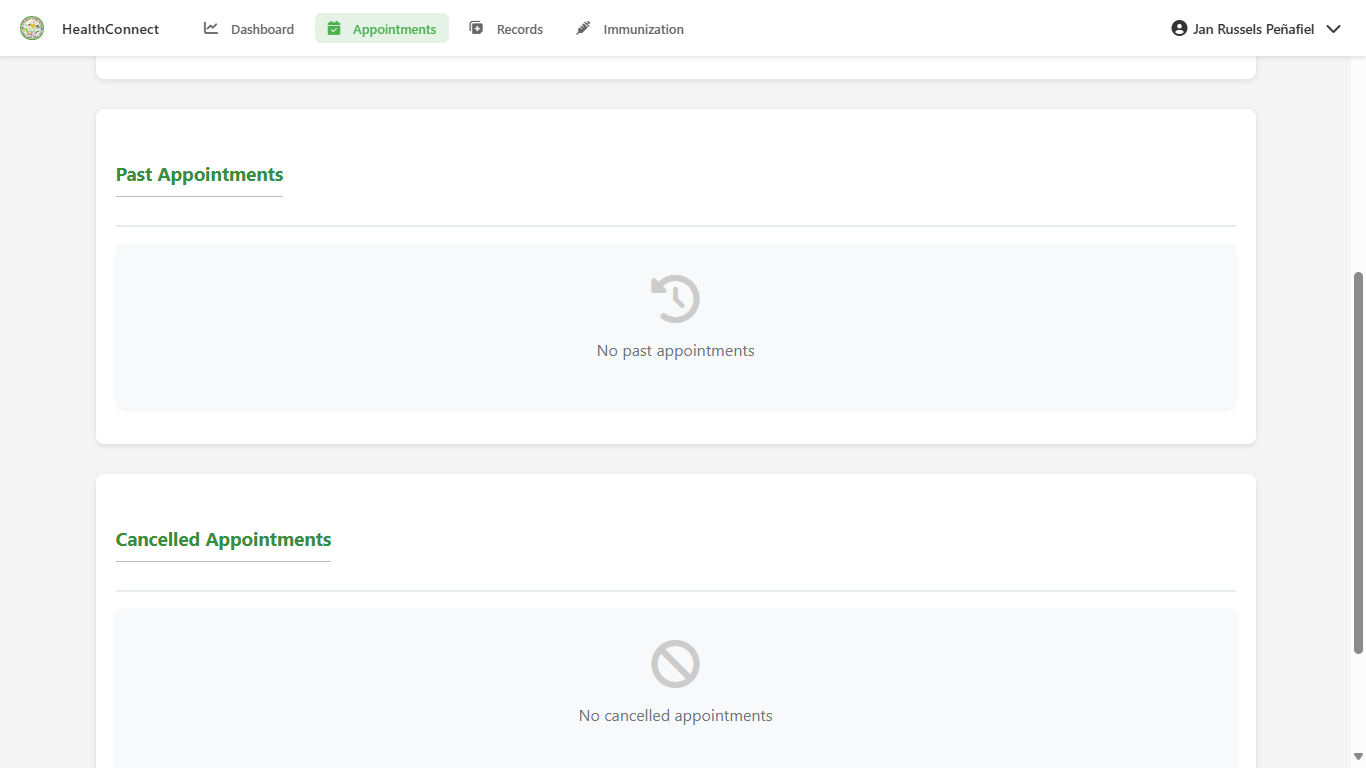 HealthConnect
Dashboard
Appointments
Records
Immunization
Jan Russels Peñafiel
Past Appointments
No past appointments
Cancelled Appointments
No cancelled appointments